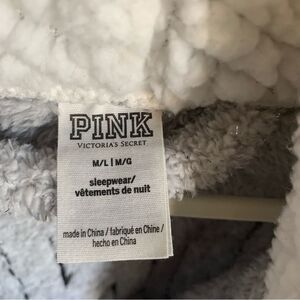 PINK
VICTORIA'S SECRET
M/L | M/G
sleepwear/
vêtements de nuit
made in China / fabriqué en Chine /
hecho en China